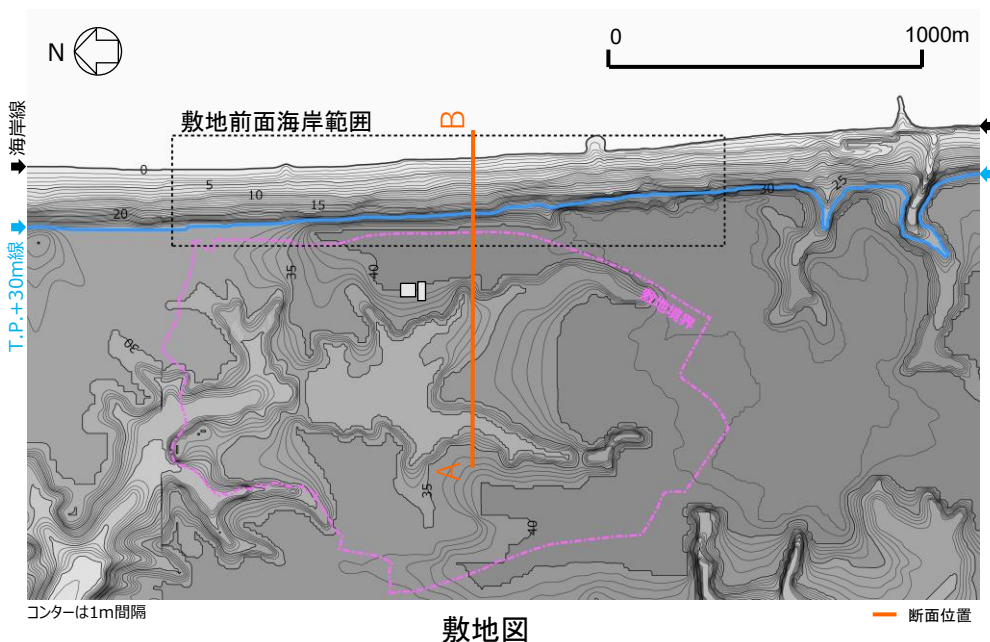 0
1000m
N
海岸線
敷地前面海岸範囲
B
0
5
10
15
20
25
30
T.P.+30m線
35
40
敷地境界
30
A
35
40
コンターは1m間隔
断面位置
敷地図